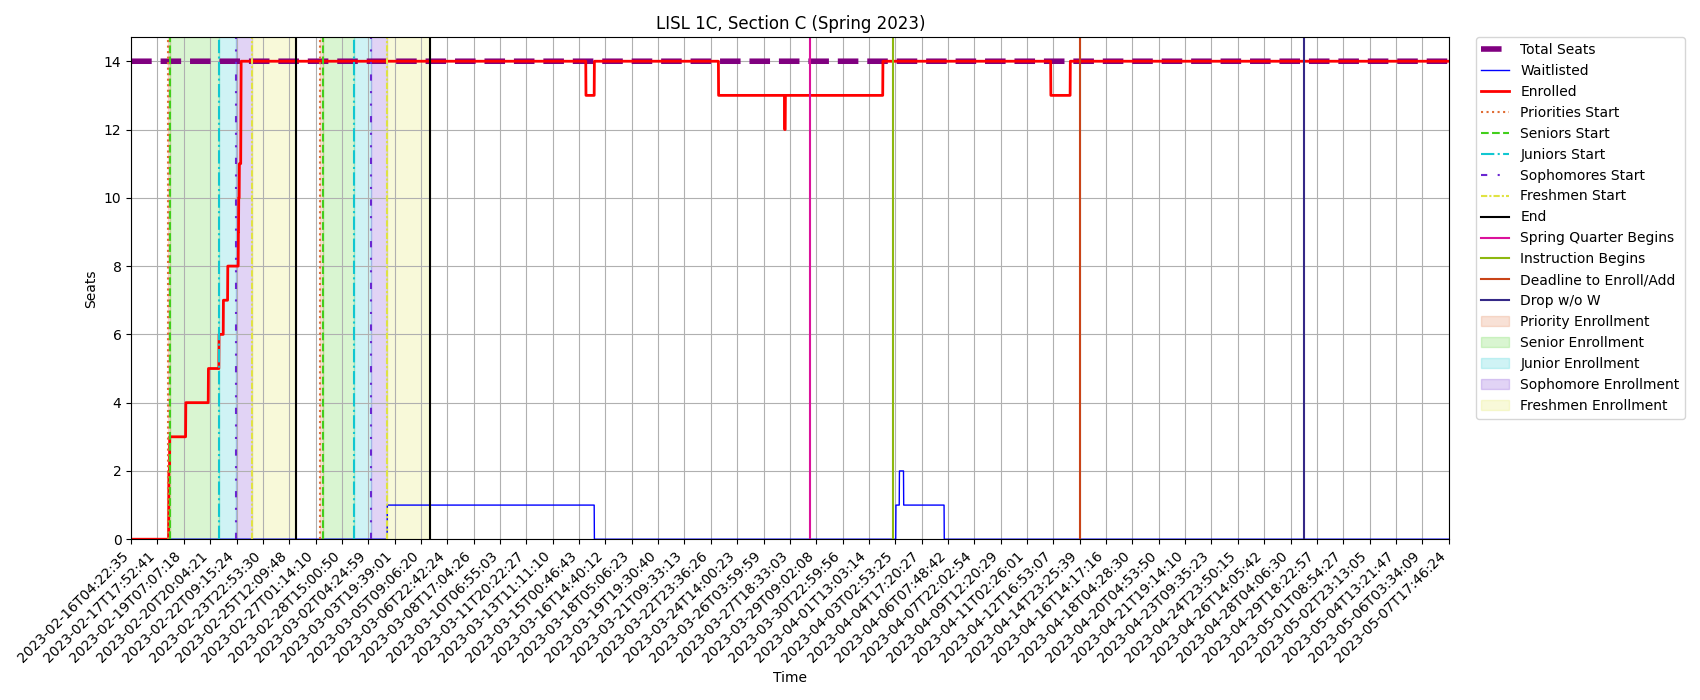 LISL 1C, Section C (Spring 2023)
Seats
14
12
10
8
6
4
2
0
2023-02-16T04:22:35
2023-02-17T17:52:41
2023-02-19T07:07:18
2023-02-20T20:04:21
2023-02-22T09:15:24
2023-02-23T22:53:30
2023-02-25T12:09:48
2023-02-27T01:14:10
2023-02-28T15:00:50
2023-03-02T04:24:59
2023-03-03T19:39:01
2023-03-05T09:06:20
2023-03-06T22:42:24
2023-03-08T17:04:26
2023-03-10T06:55:03
2023-03-11T20:22:27
2023-03-13T11:11:10
2023-03-15T00:46:43
2023-03-16T14:40:12
2023-03-18T05:06:23
2023-03-19T19:30:40
2023-03-21T09:33:13
2023-03-22T23:36:26
2023-03-24T14:00:23
2023-03-26T03:59:59
2023-03-27T18:33:03
2023-03-29T09:02:08
2023-03-30T22:59:56
2023-04-01T13:03:14
2023-04-03T02:53:25
2023-04-04T17:20:27
2023-04-06T07:48:42
2023-04-07T22:02:54
2023-04-09T12:20:29
2023-04-11T02:26:01
2023-04-12T16:53:07
2023-04-14T23:25:39
2023-04-16T14:17:16
2023-04-18T04:28:30
2023-04-20T04:53:50
2023-04-21T19:14:10
2023-04-23T09:35:23
2023-04-24T23:50:15
2023-04-26T14:05:42
2023-04-28T04:06:30
2023-04-29T18:22:57
2023-05-01T08:54:27
2023-05-02T23:13:05
2023-05-04T13:21:47
2023-05-06T03:34:09
2023-05-07T17:46:24
Time
Total Seats
Waitlisted
Enrolled
Priorities Start
Seniors Start
Juniors Start
Sophomores Start
Freshmen Start
End
Spring Quarter Begins
Instruction Begins
Deadline to Enroll/Add
Drop w/o W
Priority Enrollment
Senior Enrollment
Junior Enrollment
Sophomore Enrollment
Freshmen Enrollment